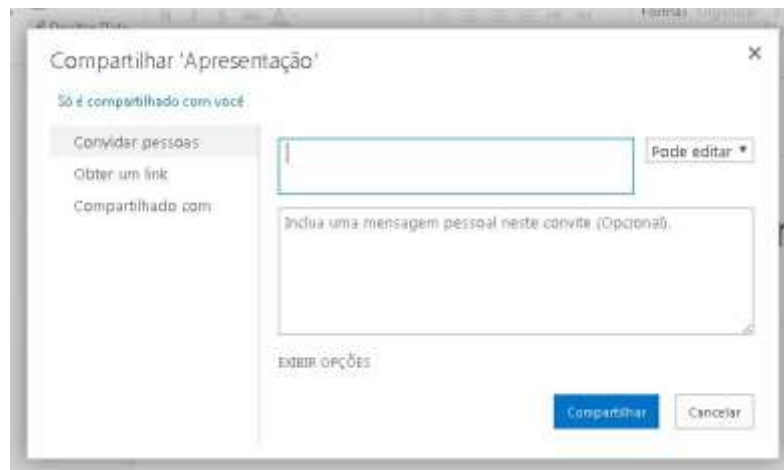 Formas
Compartilhar 'Apresentação'
Só é compartilhado com você
Convidar pessoas
Pode editar
Obter um link
Compartilhado com
Inclua uma mensagem pessoal neste convite (Opcional).
EXIBIR OPÇÕES
Compartilhar
Cancelar